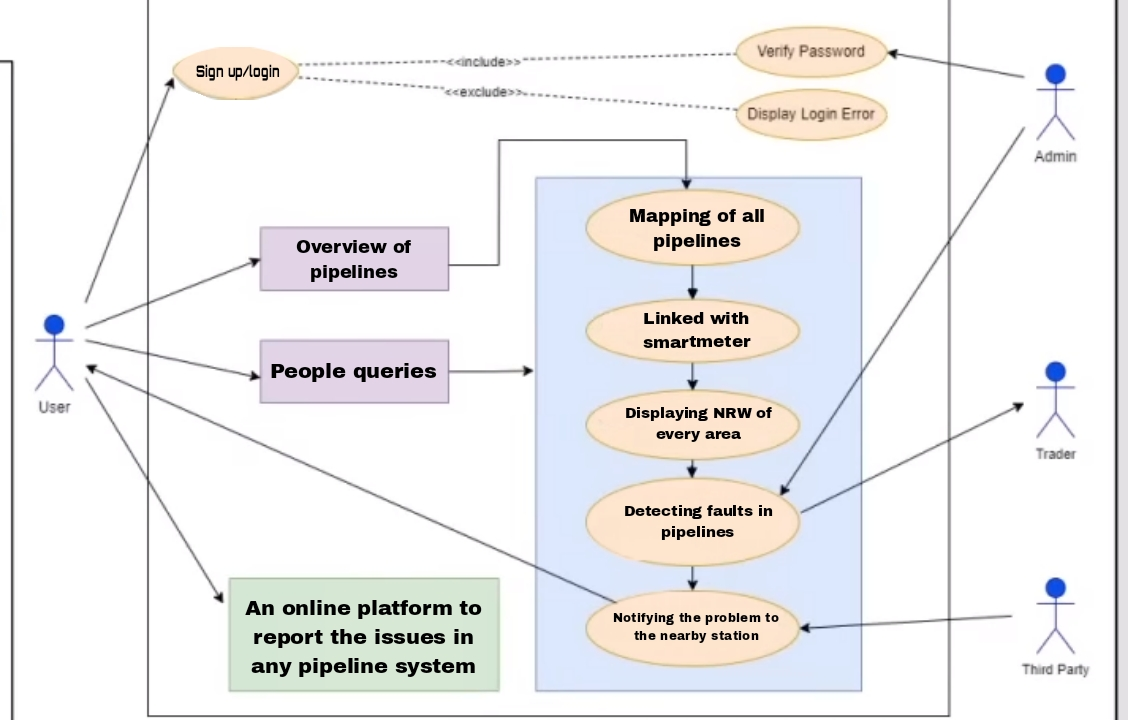 Sign up/login
<<include>>
<<exclude>>
Verify Password
Display Login Error
Admin
Overview of
pipelines
People queries
User
Mapping of all
pipelines
Linked with
smartmeter
Displaying NRW of
every area
Detecting faults in
pipelines
Notifying the problem to
the nearby station
Trader
An online platform to
report the issues in
any pipeline system
Third Party